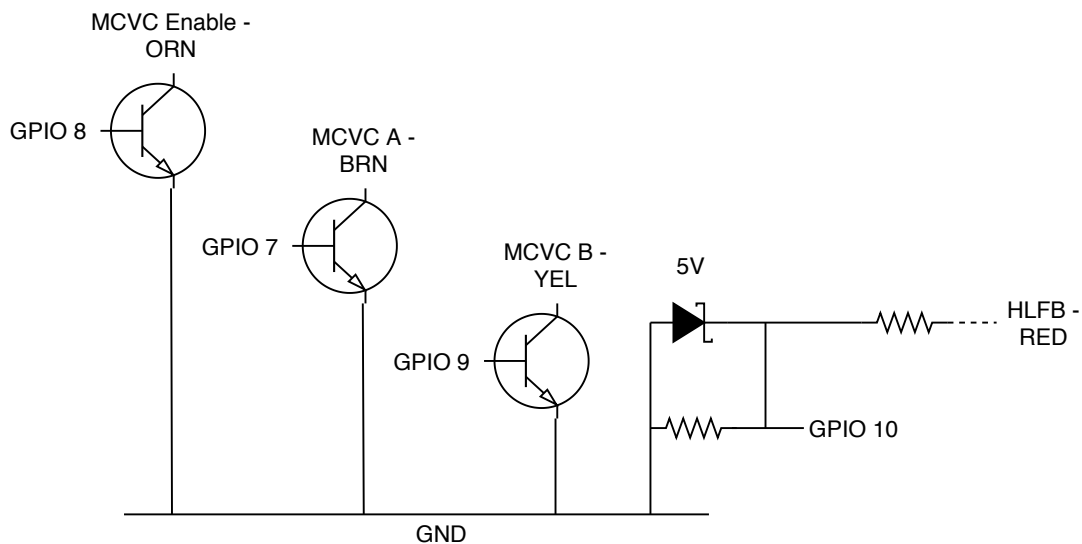 MCVC Enable -
ORN
GPIO 8
MCVC A -
BRN
GPIO 7
MCVC B -
YEL
GPIO 9
5V
HLFB -
RED
GPIO 10
GND